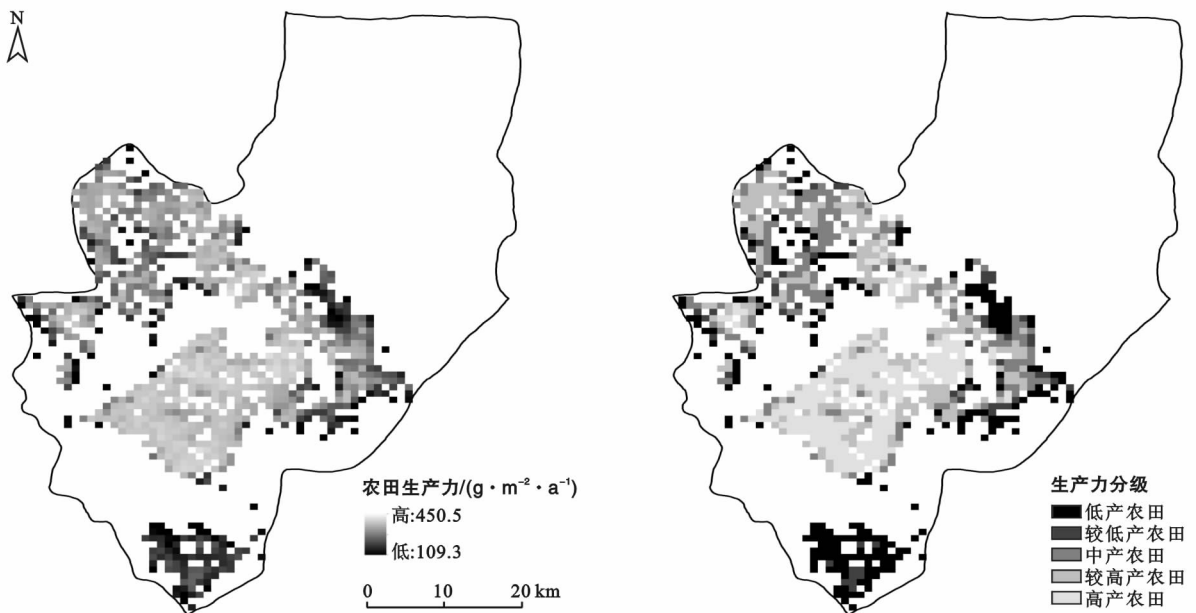 N
农田生产力/(g·m⁻²·a⁻¹)
高:450.5
低:109.3
0 10 20 km
生产力分级
低产农田
较低产农田
中产农田
较高产农田
高产农田